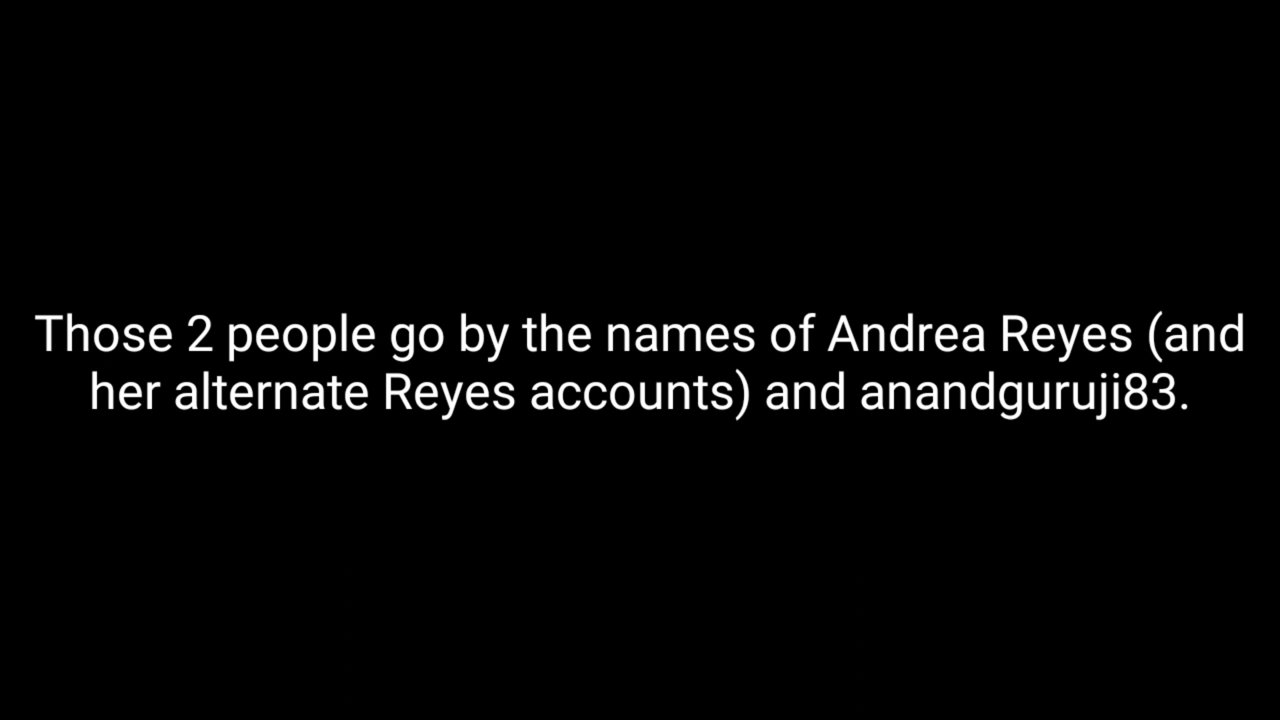 Those 2 people go by the names of Andrea Reyes (and
her alternate Reyes accounts) and anandguruji83.